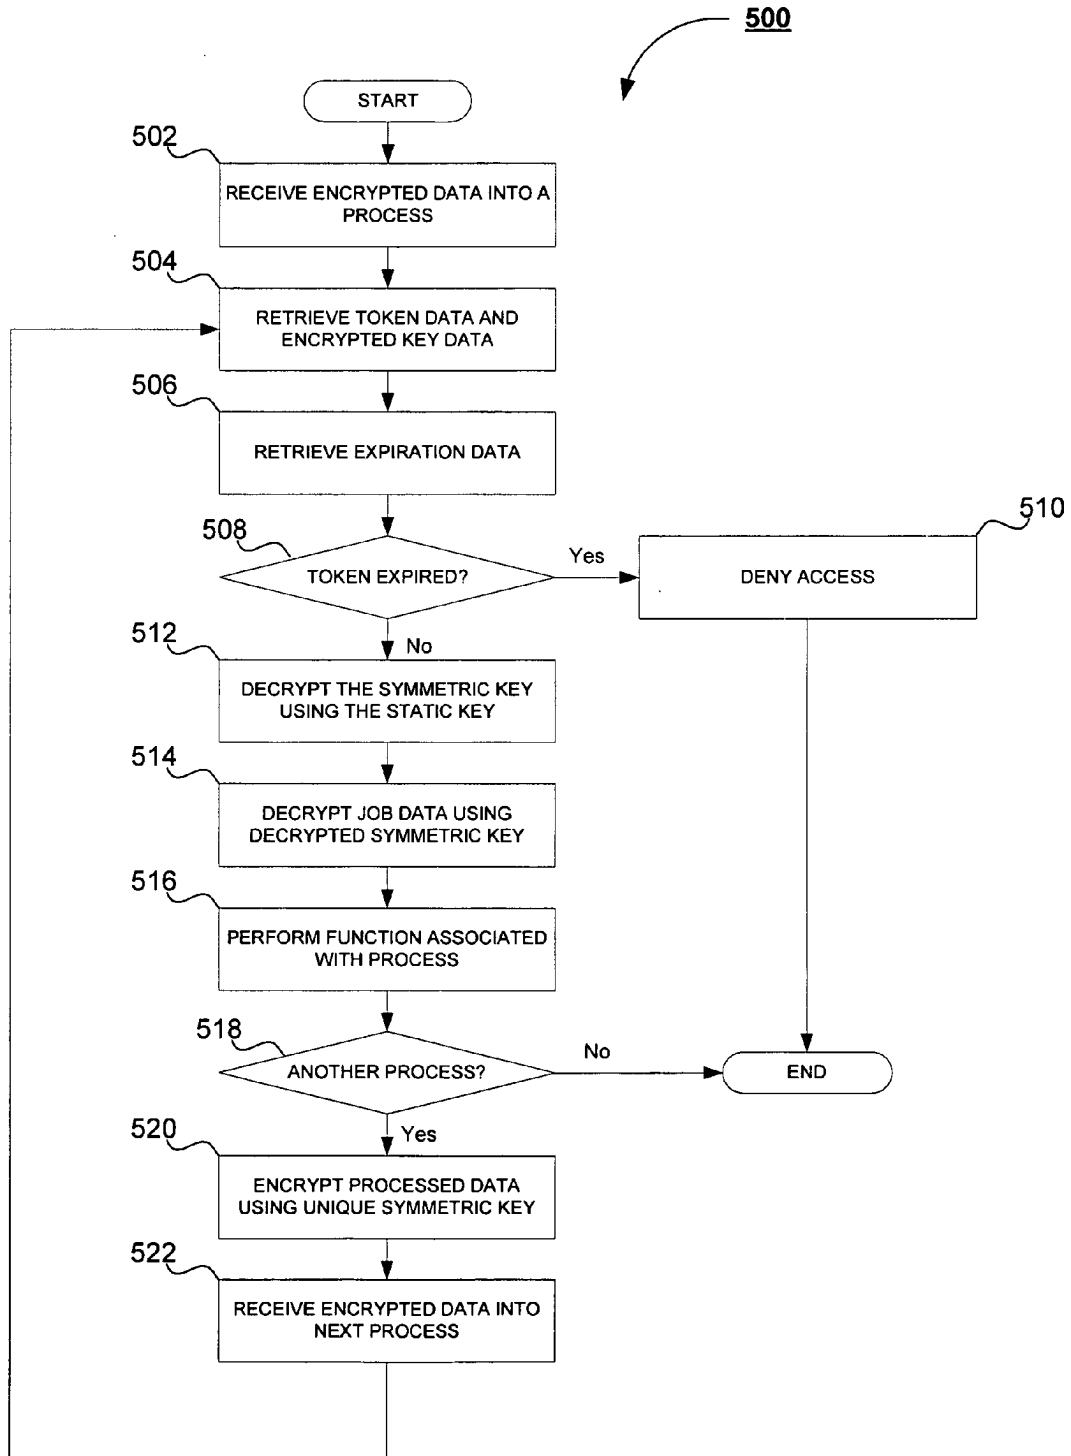 500
START
502
RECEIVE ENCRYPTED DATA INTO A
PROCESS
504
RETRIEVE TOKEN DATA AND
ENCRYPTED KEY DATA
506
RETRIEVE EXPIRATION DATA
508
TOKEN EXPIRED?
Yes
510
DENY ACCESS
No
512
DECRYPT THE SYMMETRIC KEY
USING THE STATIC KEY
514
DECRYPT JOB DATA USING
DECRYPTED SYMMETRIC KEY
516
PERFORM FUNCTION ASSOCIATED
WITH PROCESS
518
ANOTHER PROCESS?
No
END
Yes
520
ENCRYPT PROCESSED DATA
USING UNIQUE SYMMETRIC KEY
522
RECEIVE ENCRYPTED DATA INTO
NEXT PROCESS